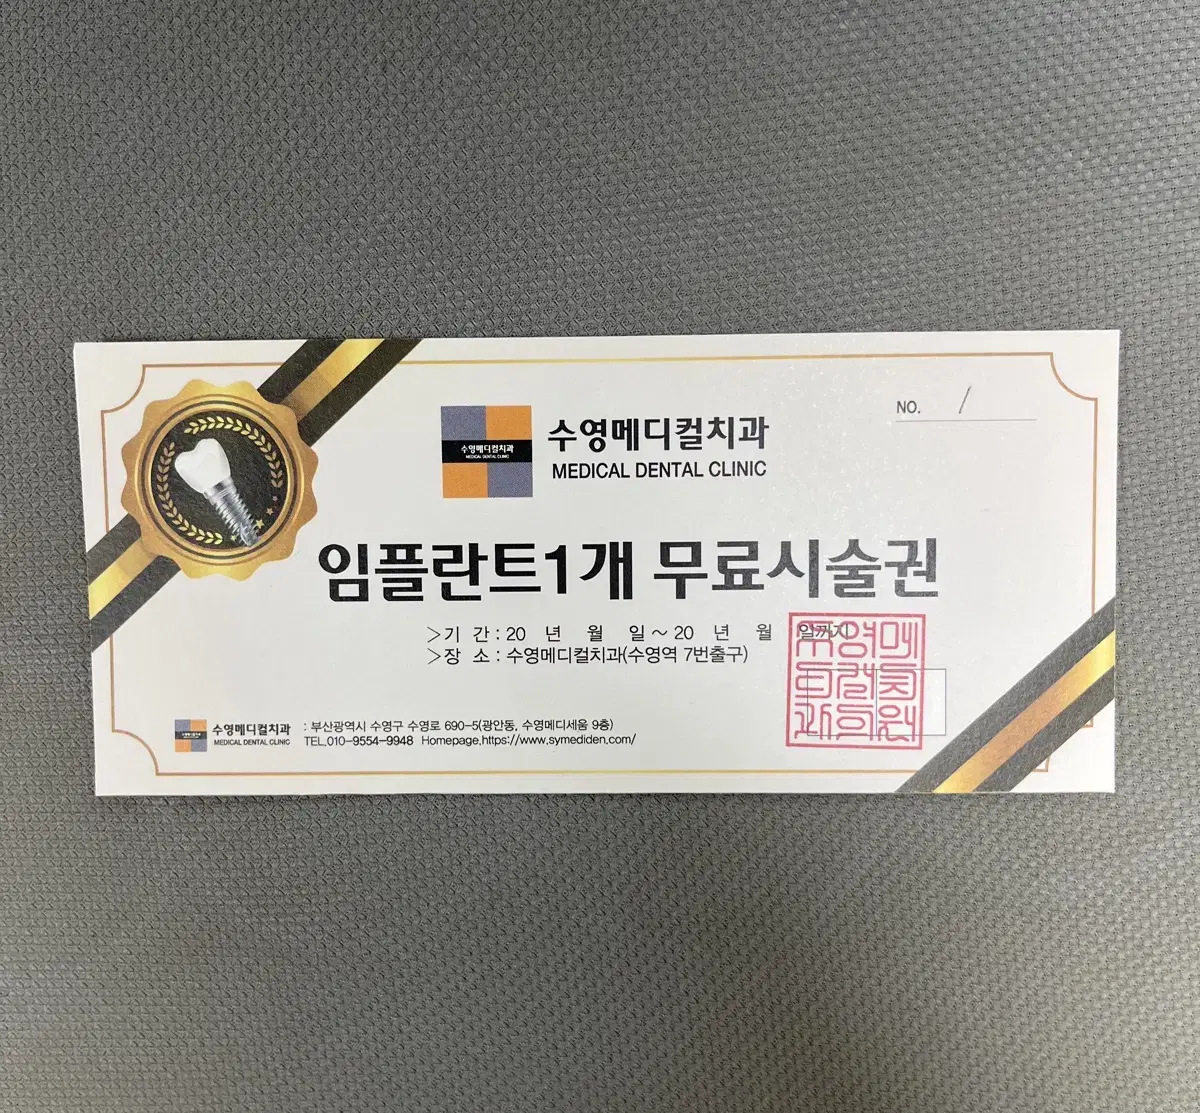 NO. 1
수영메디컬치과
MEDICAL DENTAL CLINIC
수영메디컬치과
MEDICAL DENTAL CLINIC
임플란트1개 무료시술권
>기 간 : 20 년 월 일 ~ 20 년 월 일까지
>장 소 : 수영메디컬치과(수영역 7번출구)
수영메디컬치과 : 부산광역시 수영구 수영로 690-5(광안동, 수영메디세움 9층)
MEDICAL DENTAL CLINIC TEL.010-9554-9948 Homepage.https://www.symediden.com/